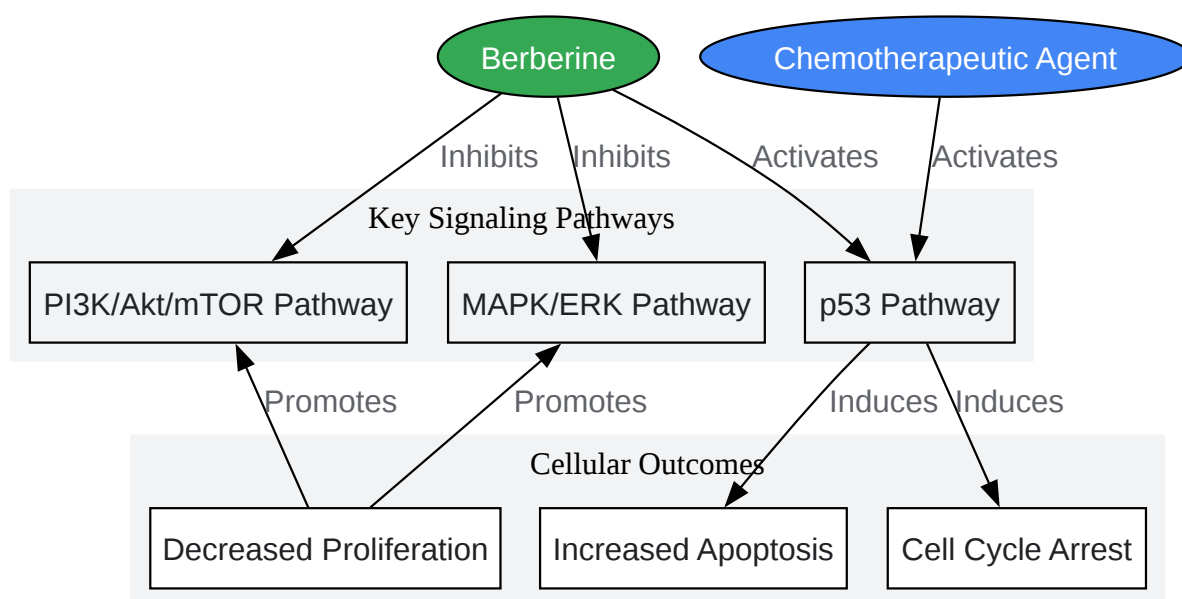 Berberine
Chemotherapeutic Agent
Inhibits
Inhibits
Activates
Activates
Key Signaling Pathways
PI3K/Akt/mTOR Pathway
MAPK/ERK Pathway
p53 Pathway
Promotes
Promotes
Induces
Induces
Cellular Outcomes
Decreased Proliferation
Increased Apoptosis
Cell Cycle Arrest